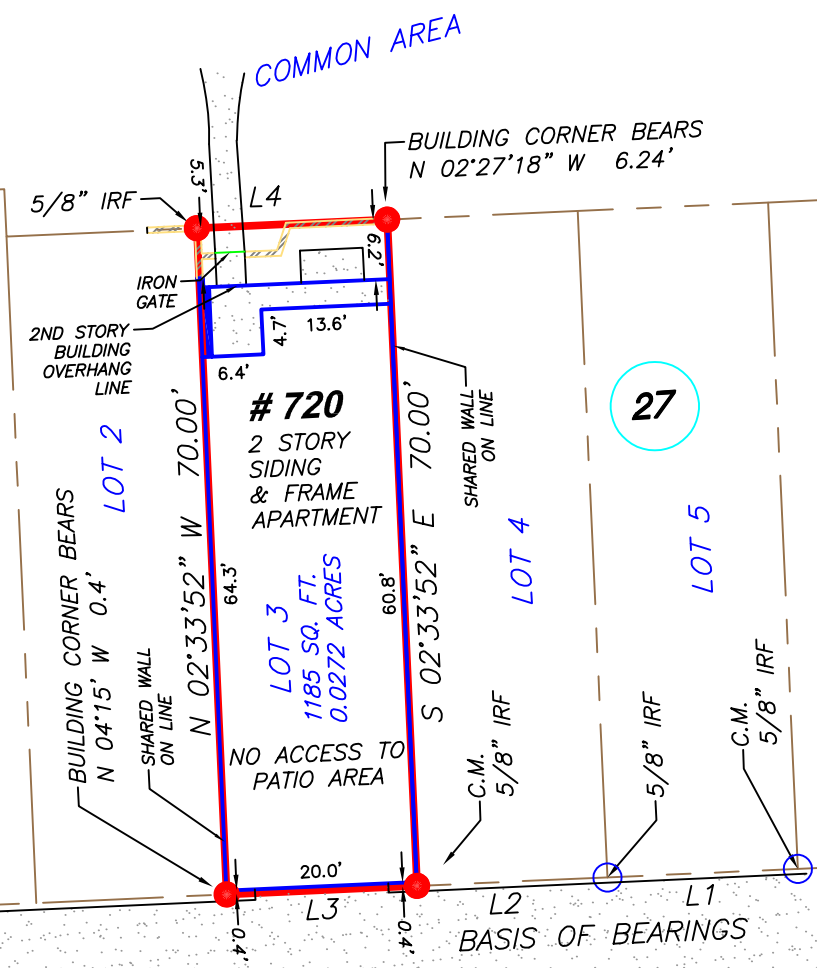 COMMON AREA
BUILDING CORNER BEARS
N 02°27'18" W 6.24'
5.3'
L4
5/8" IRF
6.2'
IRON
GATE
2ND STORY
BUILDING
OVERHANG
LINE
4.7'
13.6'
6.4'
# 720
2 STORY
SIDING
& FRAME
APARTMENT
SHARED WALL
ON LINE
27
LOT 2
N 02°33'52" W 70.00'
S 02°33'52" E 70.00'
LOT 4
LOT 5
BUILDING CORNER BEARS
N 04°15' W 0.4'
64.3'
60.8'
LOT 3
1185 SQ. FT.
0.0272 ACRES
SHARED WALL
ON LINE
NO ACCESS TO
PATIO AREA
C.M.
5/8" IRF
5/8" IRF
C.M.
5/8" IRF
20.0'
L3
L2
L1
0.4'
0.4'
BASIS OF BEARINGS